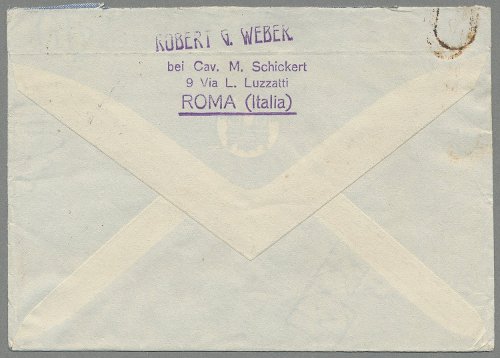 ROBERT G. WEBER
bei Cav. M. Schickert
9 Via L. Luzzatti
ROMA (Italia)